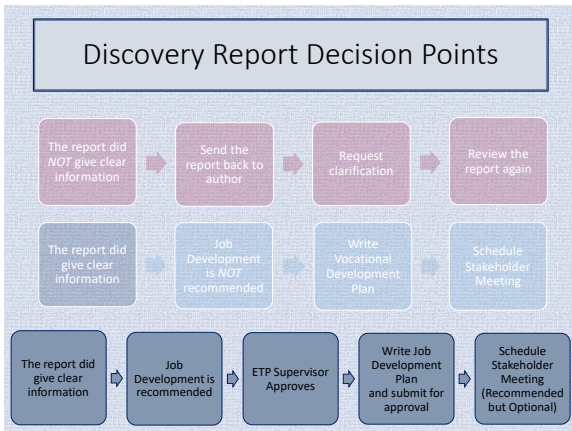 Discovery Report Decision Points
The report did
NOT give clear
information
Send the
report back to
author
Request
clarification
Review the
report again
The report did
give clear
information
Job
Development
is NOT
recommended
Write
Vocational
Development
Plan
Schedule
Stakeholder
Meeting
The report did
give clear
information
Job
Development is
recommended
ETP Supervisor
Approves
Write Job
Development
Plan
and submit for
approval
Schedule
Stakeholder
Meeting
(Recommended
but Optional)